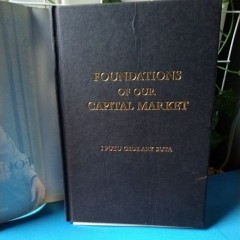 FOUNDATIONS
OF OUR
CAPITAL MARKET
I PUTU GEDE ARY SUTA